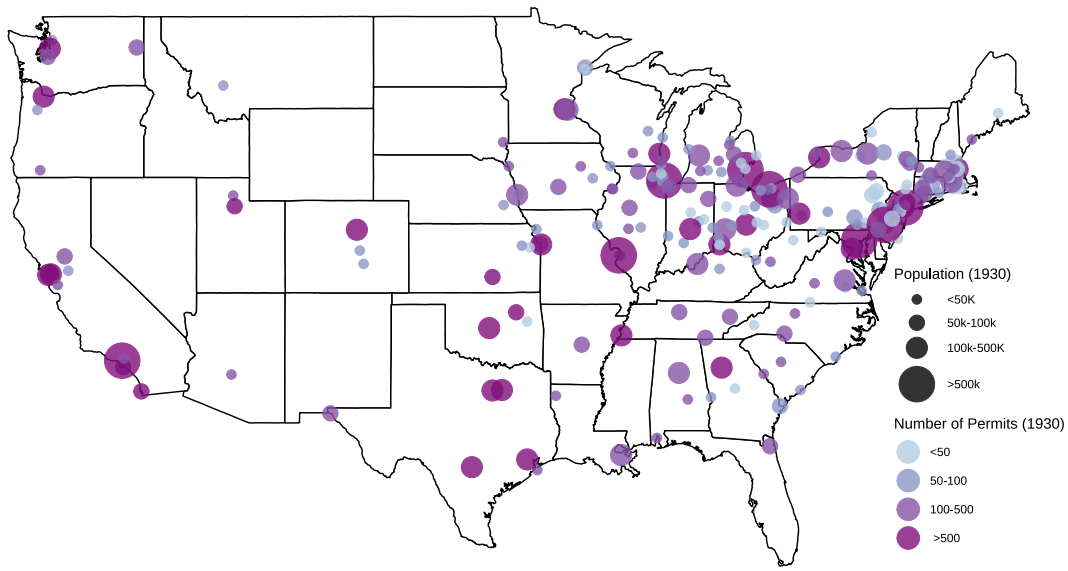 Population (1930)
<50K
50k-100k
100k-500K
>500k
Number of Permits (1930)
<50
50-100
100-500
>500